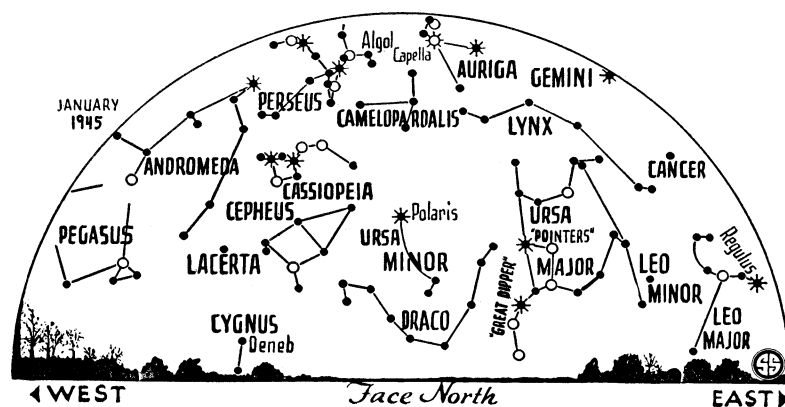 JANUARY
1945
Algol
Capella
AURIGA
GEMINI
PERSEUS
CAMELOPARDALIS
LYNX
ANDROMEDA
CANCER
CASSIOPEIA
CEPHEUS
Polaris
URSA
MINOR
URSA
"POINTERS"
MAJOR
PEGASUS
LACERTA
Regulus
LEO
MINOR
"GREAT DIPPER"
DRACO
CYGNUS
Deneb
LEO
MAJOR
WEST
Face North
EAST